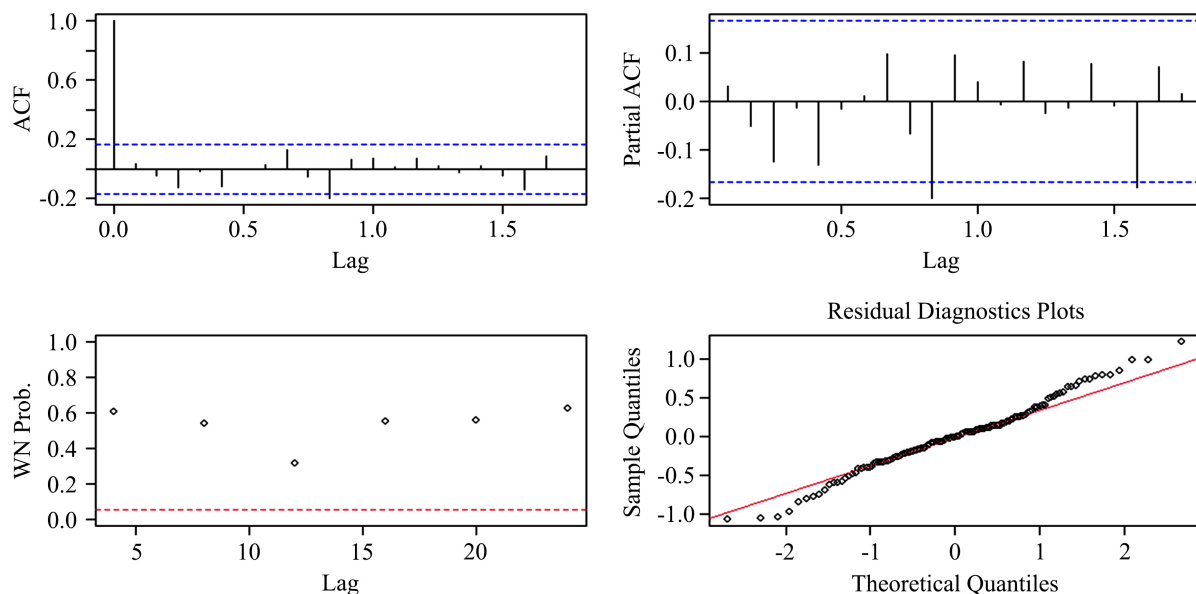 ACF
1.0
0.6
0.2
-0.2
0.0 0.5 1.0 1.5
Lag
Partial ACF
0.1
0.0
-0.1
-0.2
0.5 1.0 1.5
Lag
WN Prob.
1.0
0.8
0.6
0.4
0.2
0.0
5 10 15 20
Lag
Residual Diagnostics Plots
Sample Quantiles
1.0
0.5
0.0
-0.5
-1.0
-2 -1 0 1 2
Theoretical Quantiles